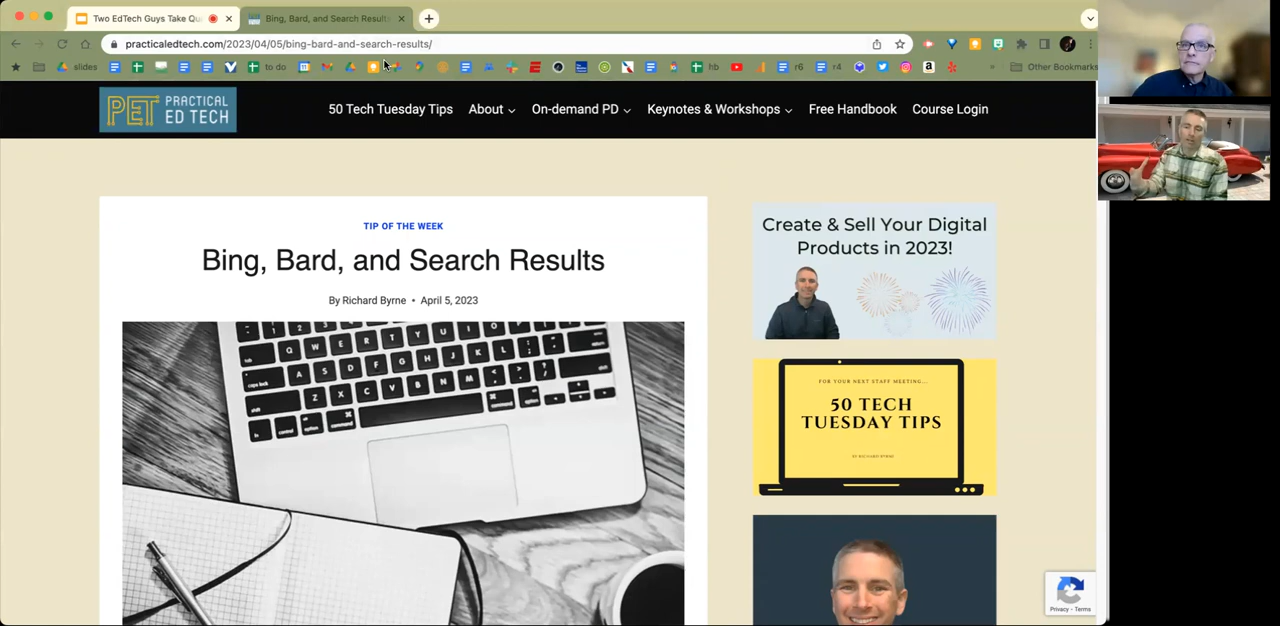 Two EdTech Guys Take Qu
Bing, Bard, and Search Results
practicaledtech.com/2023/04/05/bing-bard-and-search-results/
slides
to do
hb
r6
r4
Other Bookmarks
PET PRACTICAL ED TECH
50 Tech Tuesday Tips
About
On-demand PD
Keynotes & Workshops
Free Handbook
Course Login
TIP OF THE WEEK
Bing, Bard, and Search Results
By Richard Byrne • April 5, 2023
Create & Sell Your Digital
Products in 2023!
FOR YOUR NEXT STAFF MEETING...
50 TECH
TUESDAY TIPS
BY RICHARD BYRNE
Privacy - Terms